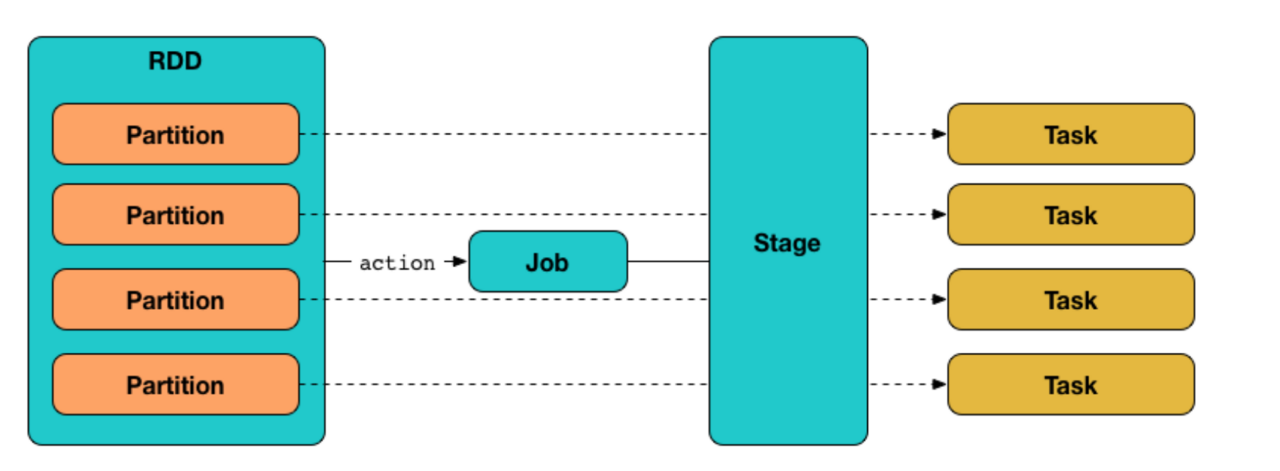 RDD
Partition
Task
Partition
Task
Stage
action
Job
Partition
Task
Partition
Task